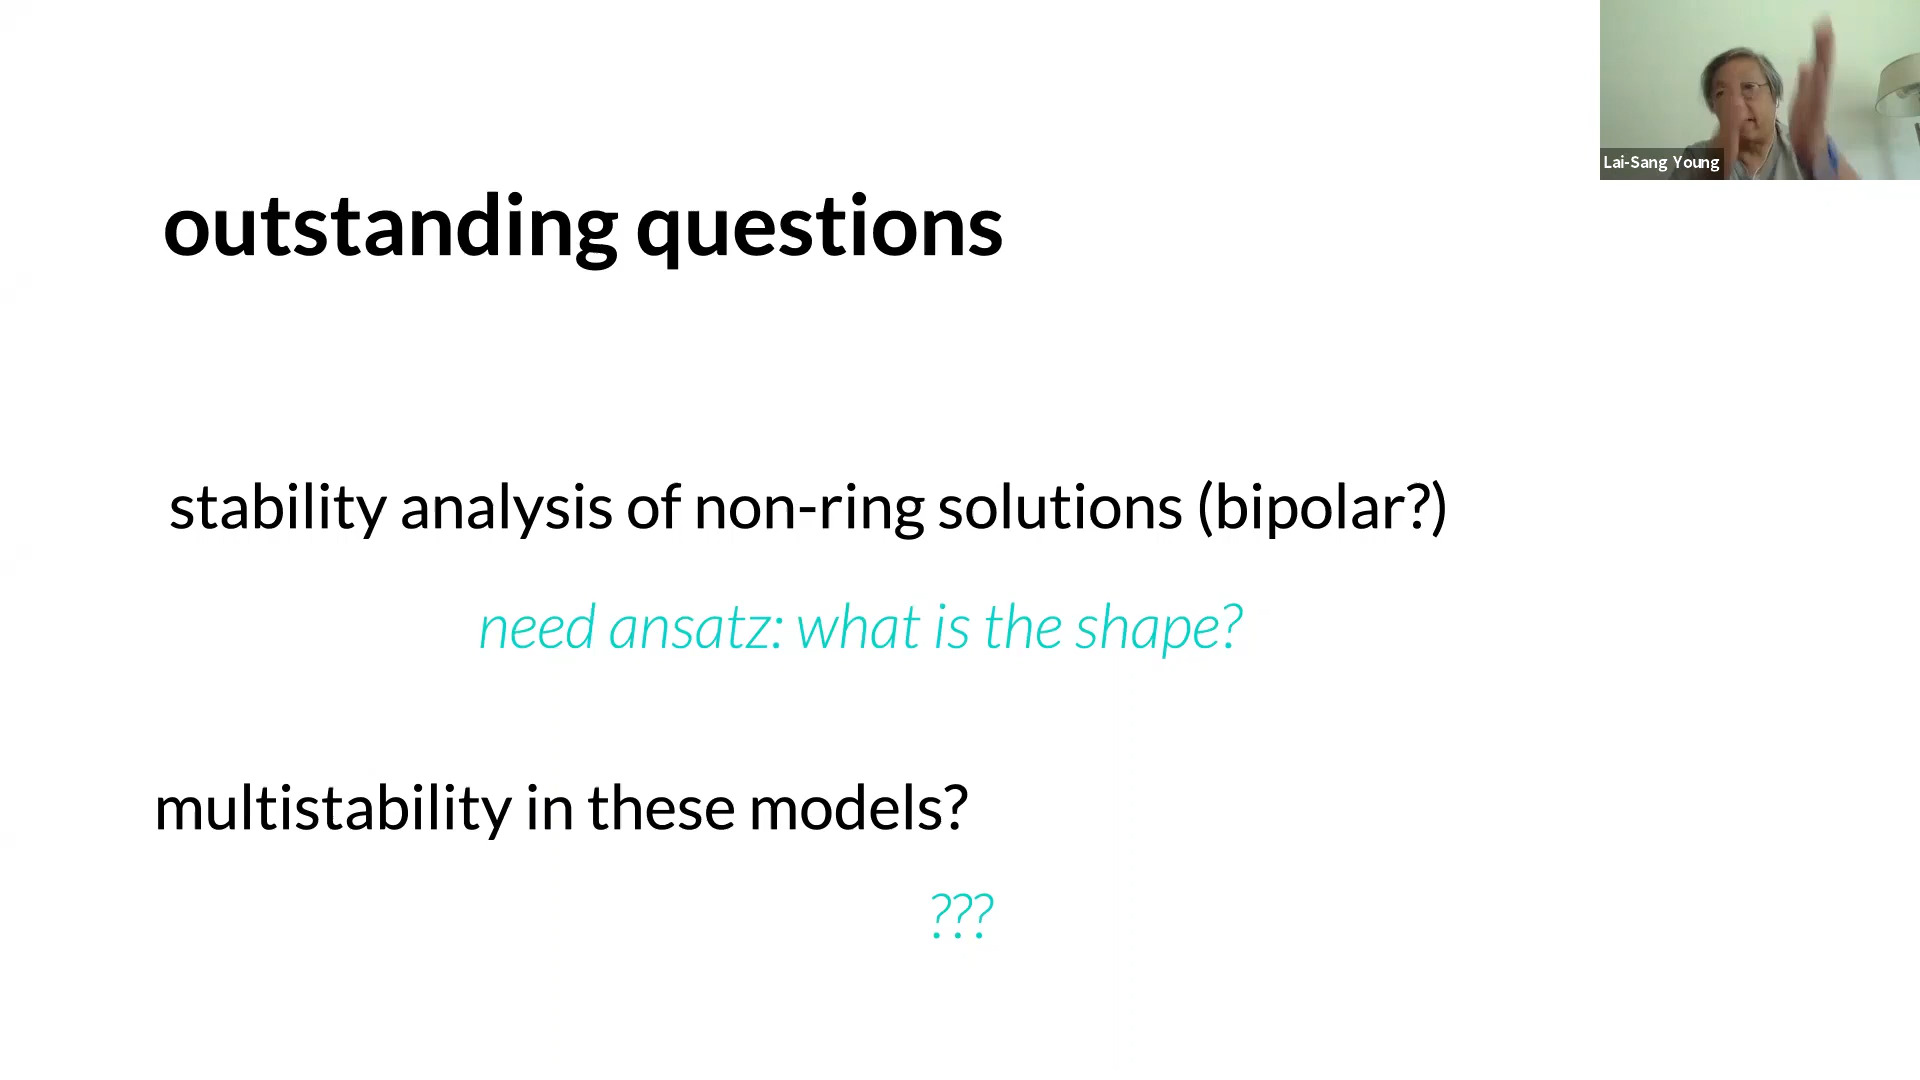 Lai-Sang Young
outstanding questions
stability analysis of non-ring solutions (bipolar?)
need ansatz: what is the shape?
multistability in these models?
???